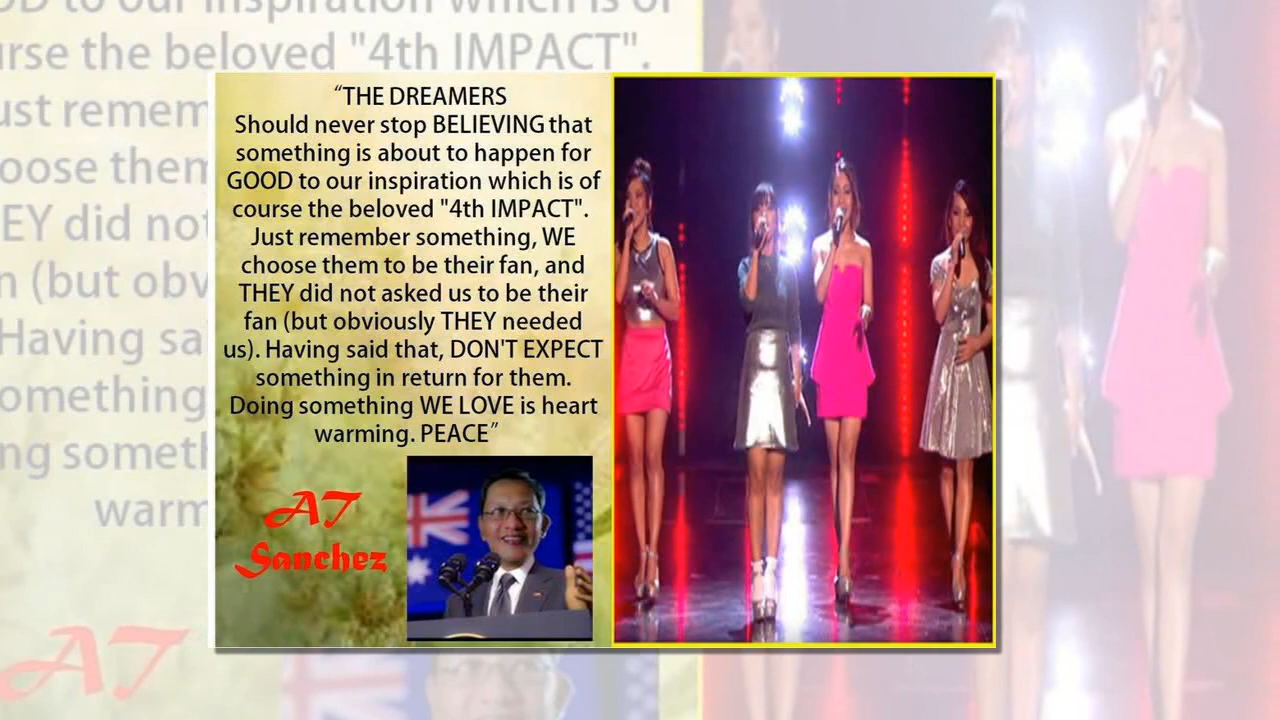 “THE DREAMERS
Should never stop BELIEVING that
something is about to happen for
GOOD to our inspiration which is of
course the beloved "4th IMPACT".
Just remember something, WE
choose them to be their fan, and
THEY did not asked us to be their
fan (but obviously THEY needed
us). Having said that, DON'T EXPECT
something in return for them.
Doing something WE LOVE is heart
warming. PEACE”
AT
Sanchez